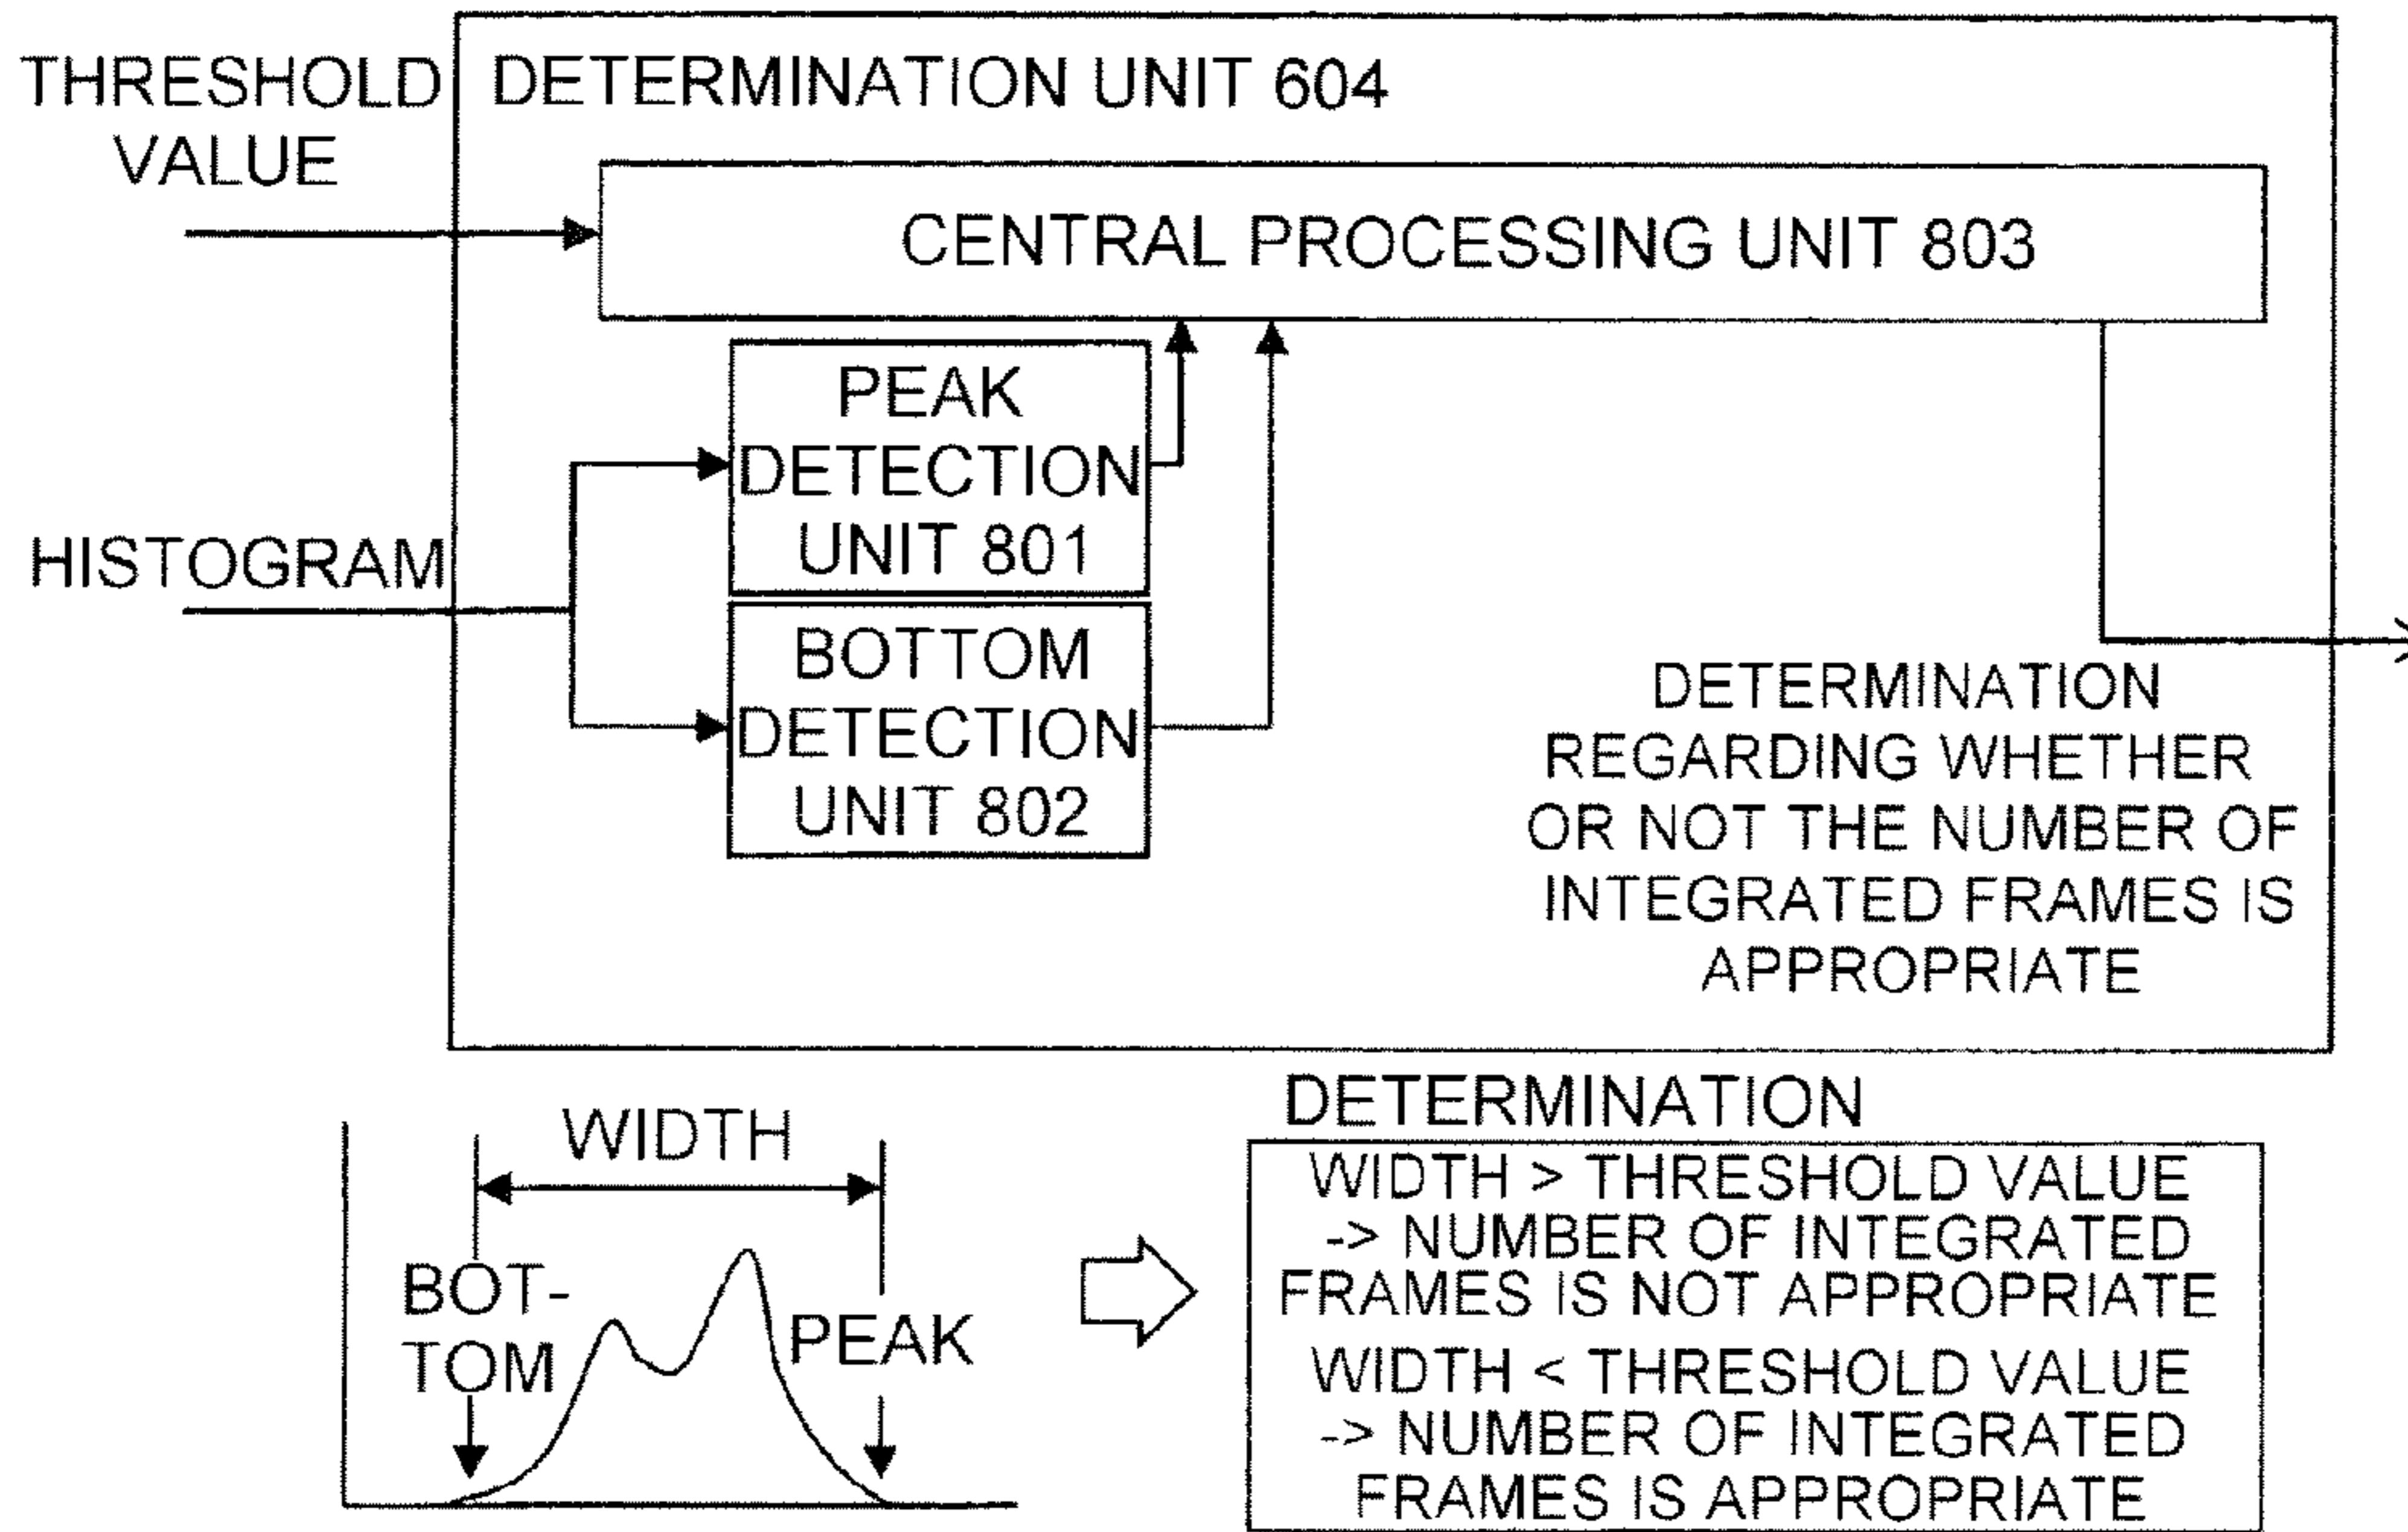 THRESHOLD
VALUE
DETERMINATION UNIT 604
CENTRAL PROCESSING UNIT 803
PEAK
DETECTION
UNIT 801
HISTOGRAM
BOTTOM
DETECTION
UNIT 802
DETERMINATION
REGARDING WHETHER
OR NOT THE NUMBER OF
INTEGRATED FRAMES IS
APPROPRIATE
WIDTH
BOT-
TOM
PEAK
DETERMINATION
WIDTH > THRESHOLD VALUE
-> NUMBER OF INTEGRATED
FRAMES IS NOT APPROPRIATE
WIDTH < THRESHOLD VALUE
-> NUMBER OF INTEGRATED
FRAMES IS APPROPRIATE